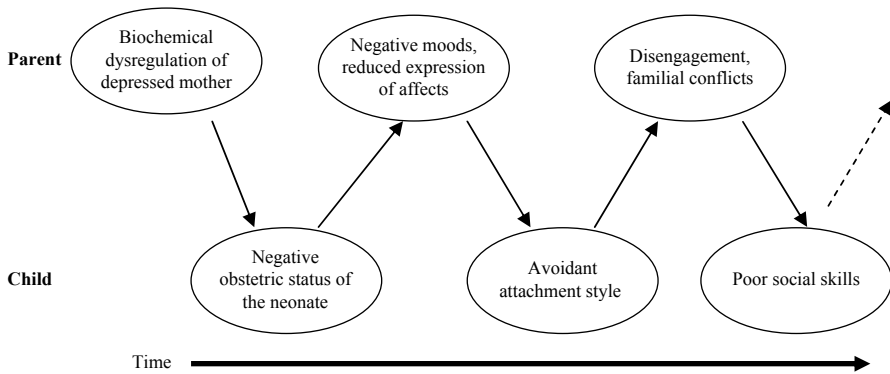 Parent
Biochemical
dysregulation of
depressed mother
Negative moods,
reduced expression
of affects
Disengagement,
familial conflicts
Child
Negative
obstetric status of
the neonate
Avoidant
attachment style
Poor social skills
Time